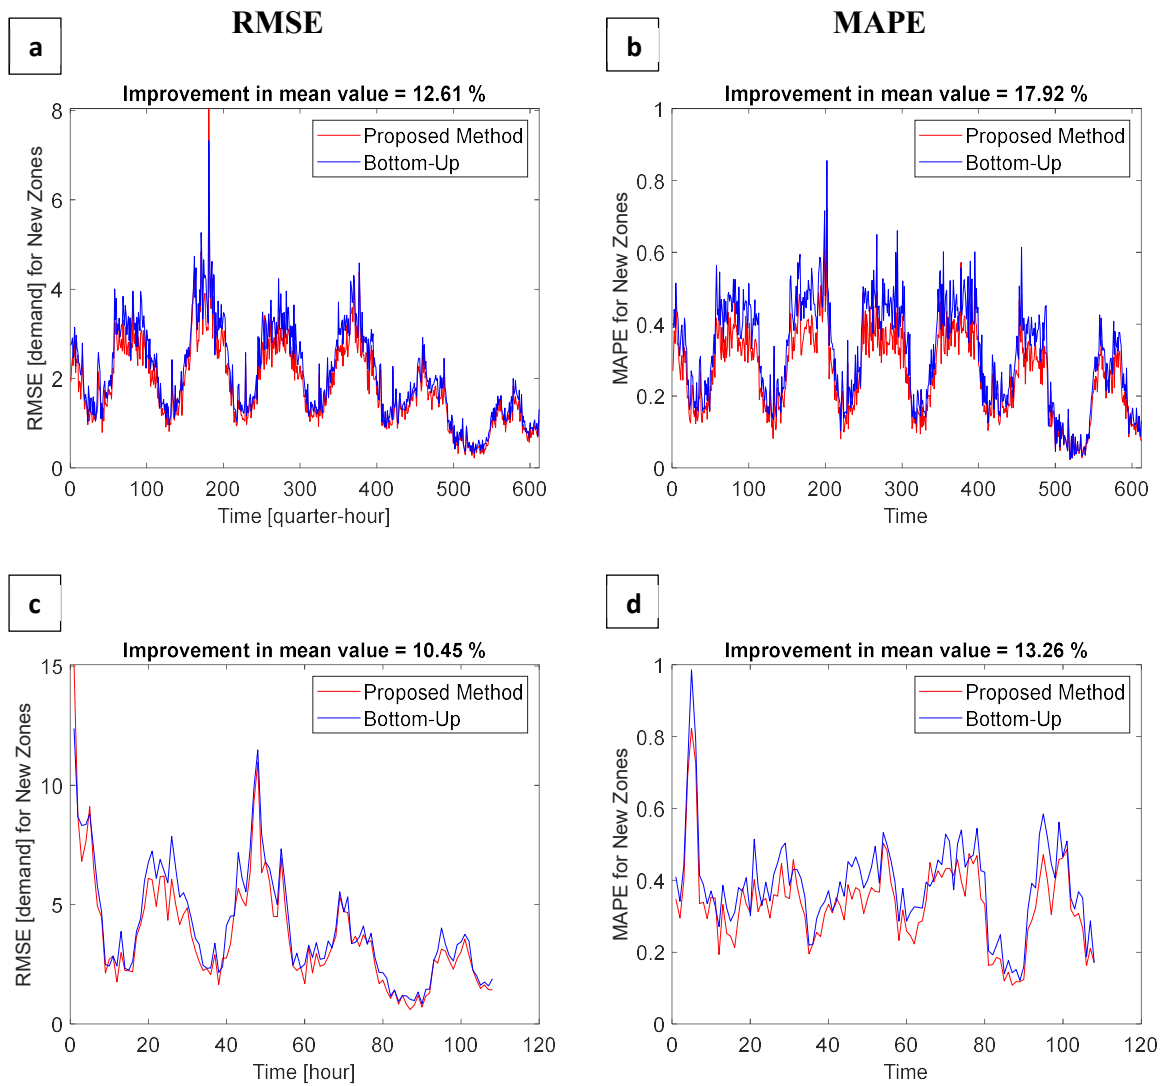 RMSE
MAPE
a
b
Improvement in mean value = 12.61 %
8
6
4
2
0
RMSE [demand] for New Zones
Proposed Method
Bottom-Up
0 100 200 300 400 500 600
Time [quarter-hour]
Improvement in mean value = 17.92 %
1
0.8
0.6
0.4
0.2
0
MAPE for New Zones
Proposed Method
Bottom-Up
0 100 200 300 400 500 600
Time
c
d
Improvement in mean value = 10.45 %
15
10
5
0
RMSE [demand] for New Zones
Proposed Method
Bottom-Up
0 20 40 60 80 100 120
Time [hour]
Improvement in mean value = 13.26 %
1
0.8
0.6
0.4
0.2
0
MAPE for New Zones
Proposed Method
Bottom-Up
0 20 40 60 80 100 120
Time